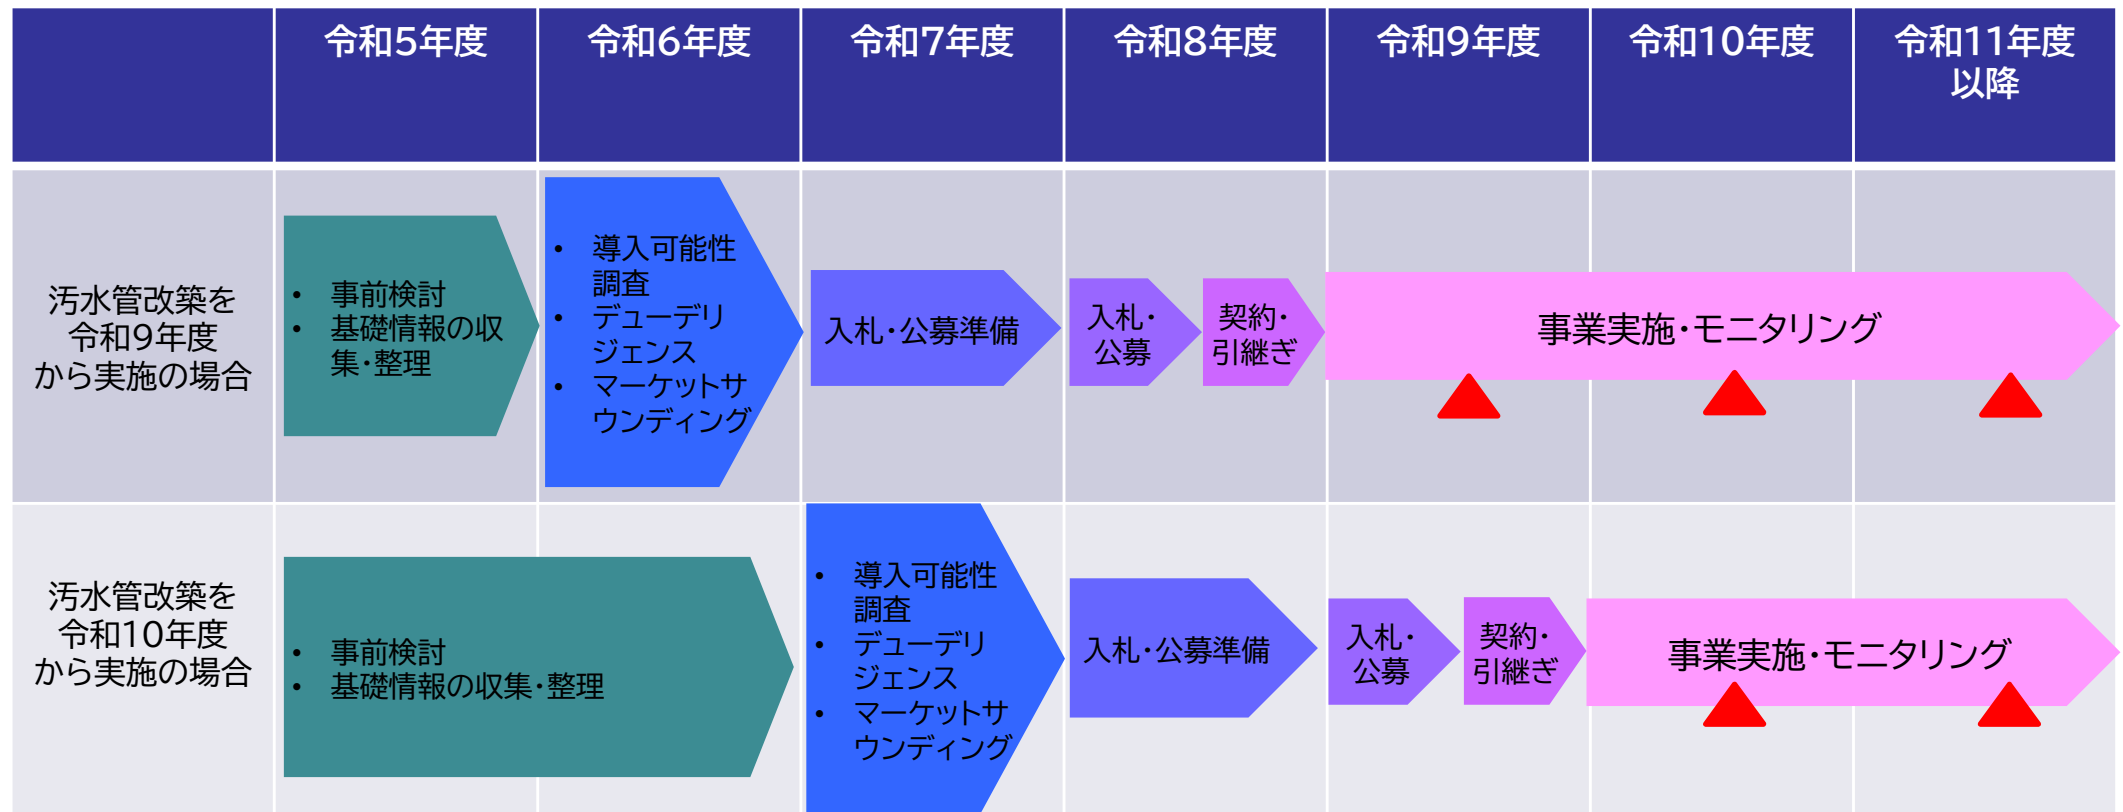 令和5年度
令和6年度
令和7年度
令和8年度
令和9年度
令和10年度
令和11年度
以降
汚水管改築を
令和9年度
から実施の場合
• 事前検討
• 基礎情報の収
集・整理
• 導入可能性
調査
• デューデリ
ジェンス
• マーケットサ
ウンディング
入札・公募準備
入札・
公募
契約・
引継ぎ
事業実施・モニタリング
汚水管改築を
令和10年度
から実施の場合
• 事前検討
• 基礎情報の収集・整理
• 導入可能性
調査
• デューデリ
ジェンス
• マーケットサ
ウンディング
入札・公募準備
入札・
公募
契約・
引継ぎ
事業実施・モニタリング